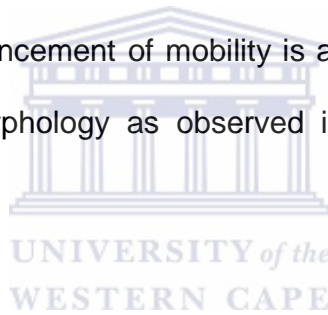 ncement of mobility is a
rphology as observed i
UNIVERSITY of the
WESTERN CAPE